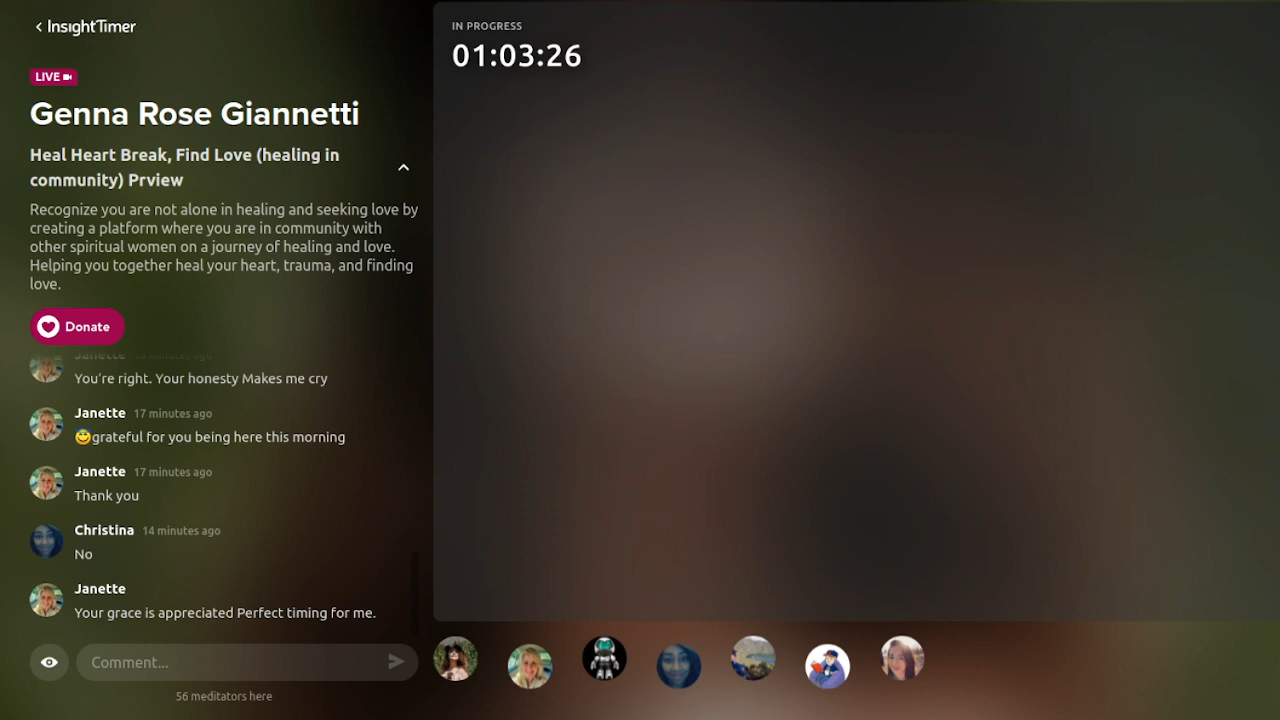 InsightTimer
LIVE
Genna Rose Giannetti
Heal Heart Break, Find Love (healing in
community) Prview
Recognize you are not alone in healing and seeking love by
creating a platform where you are in community with
other spiritual women on a journey of healing and love.
Helping you together heal your heart, trauma, and finding
love.
Donate
Janette
You're right. Your honesty Makes me cry
Janette 17 minutes ago
😇grateful for you being here this morning
Janette 17 minutes ago
Thank you
Christina 14 minutes ago
No
Janette
Your grace is appreciated Perfect timing for me.
Comment...
56 meditators here
IN PROGRESS
01:03:26